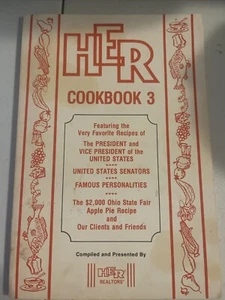 HER
COOKBOOK 3
Featuring the
Very Favorite Recipes of
The PRESIDENT and
VICE PRESIDENT of the
UNITED STATES
****
UNITED STATES SENATORS
****
FAMOUS PERSONALITIES
****
The $2,000 Ohio State Fair
Apple Pie Recipe
and
Our Clients and Friends
Compiled and Presented By
HER
REALTORS®